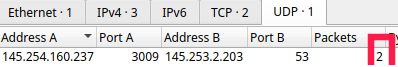 Ethernet · 1 IPv4 · 3 IPv6 TCP · 2 UDP · 1
Address A Port A Address B Port B Packets
145.254.160.237 3009 145.253.2.203 53 2